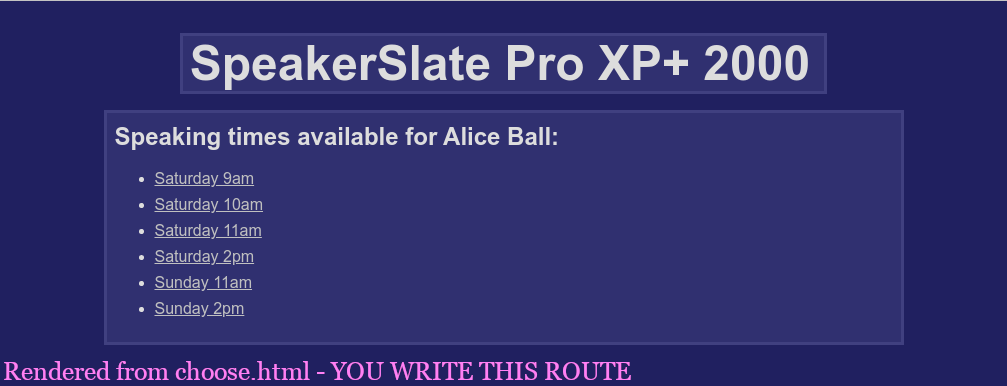 SpeakerSlate Pro XP+ 2000
Speaking times available for Alice Ball:
Saturday 9am
Saturday 10am
Saturday 11am
Saturday 2pm
Sunday 11am
Sunday 2pm
Rendered from choose.html - YOU WRITE THIS ROUTE